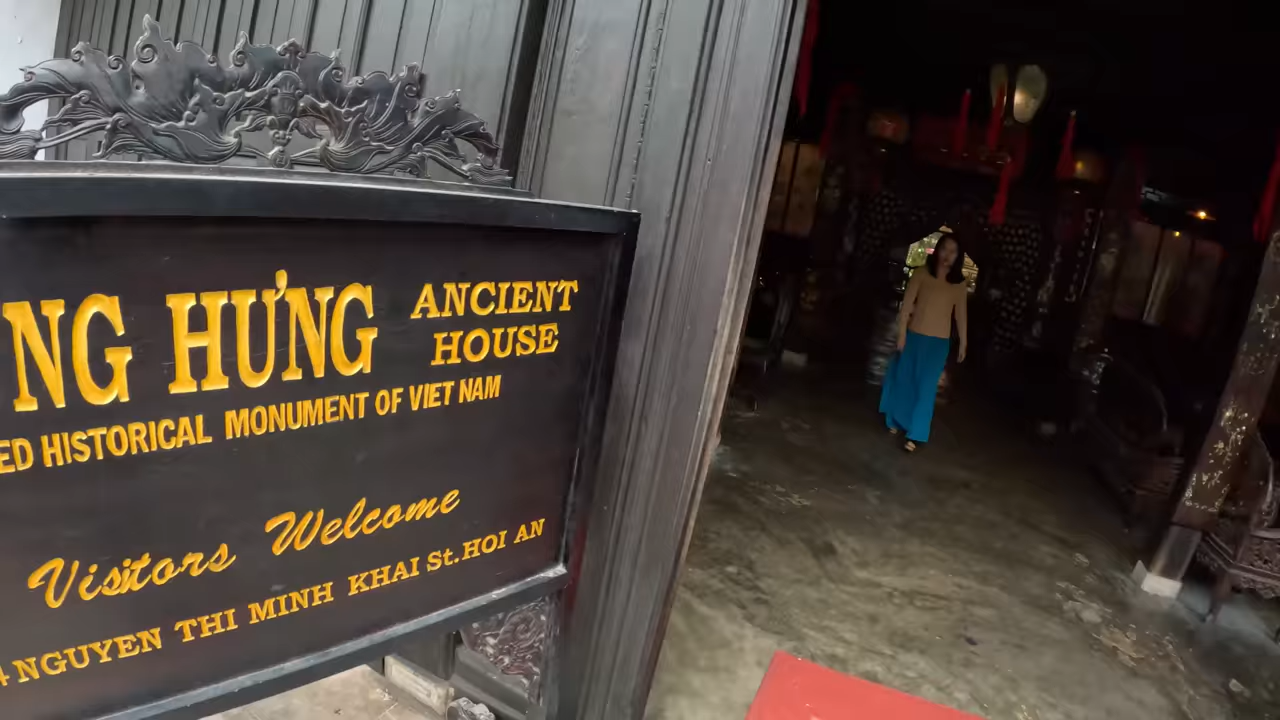 NG HƯNG ANCIENT HOUSE
ED HISTORICAL MONUMENT OF VIET NAM
Visitors Welcome
4 NGUYEN THI MINH KHAI St. HOI AN